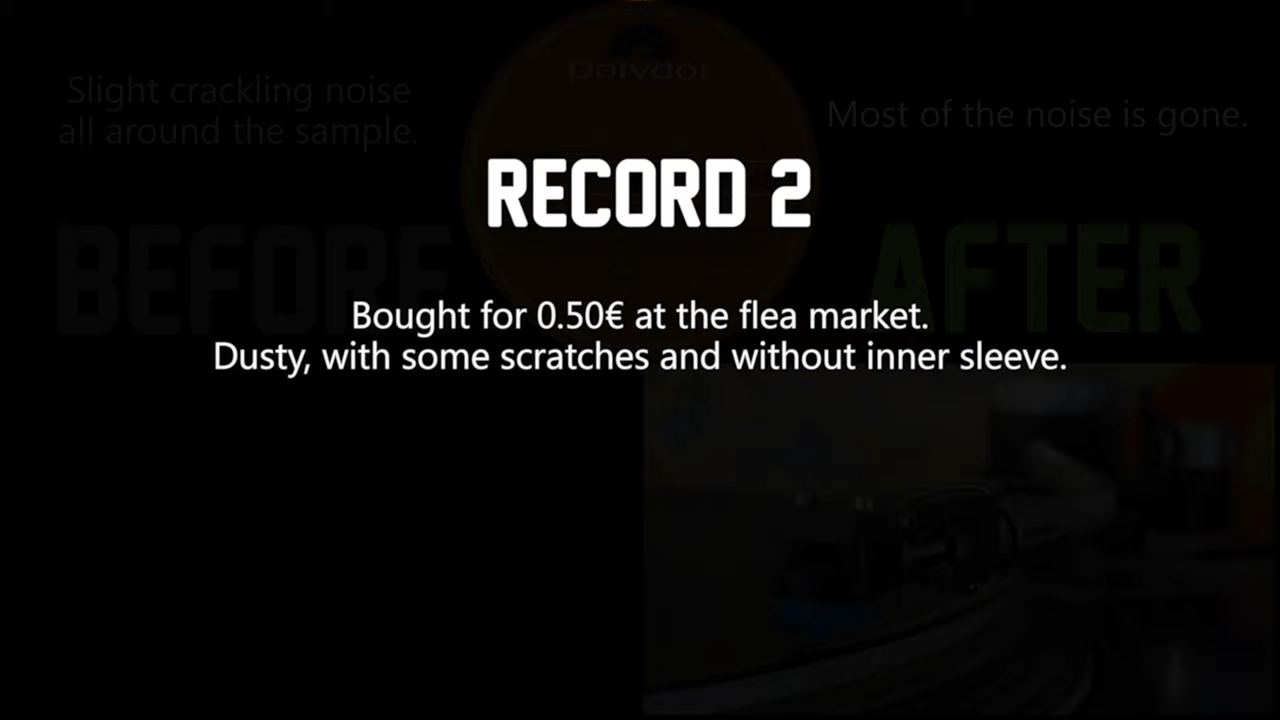 Slight crackling noise
all around the sample.
Polydor
Most of the noise is gone.
RECORD 2
BEFORE
AFTER
Bought for 0.50€ at the flea market.
Dusty, with some scratches and without inner sleeve.